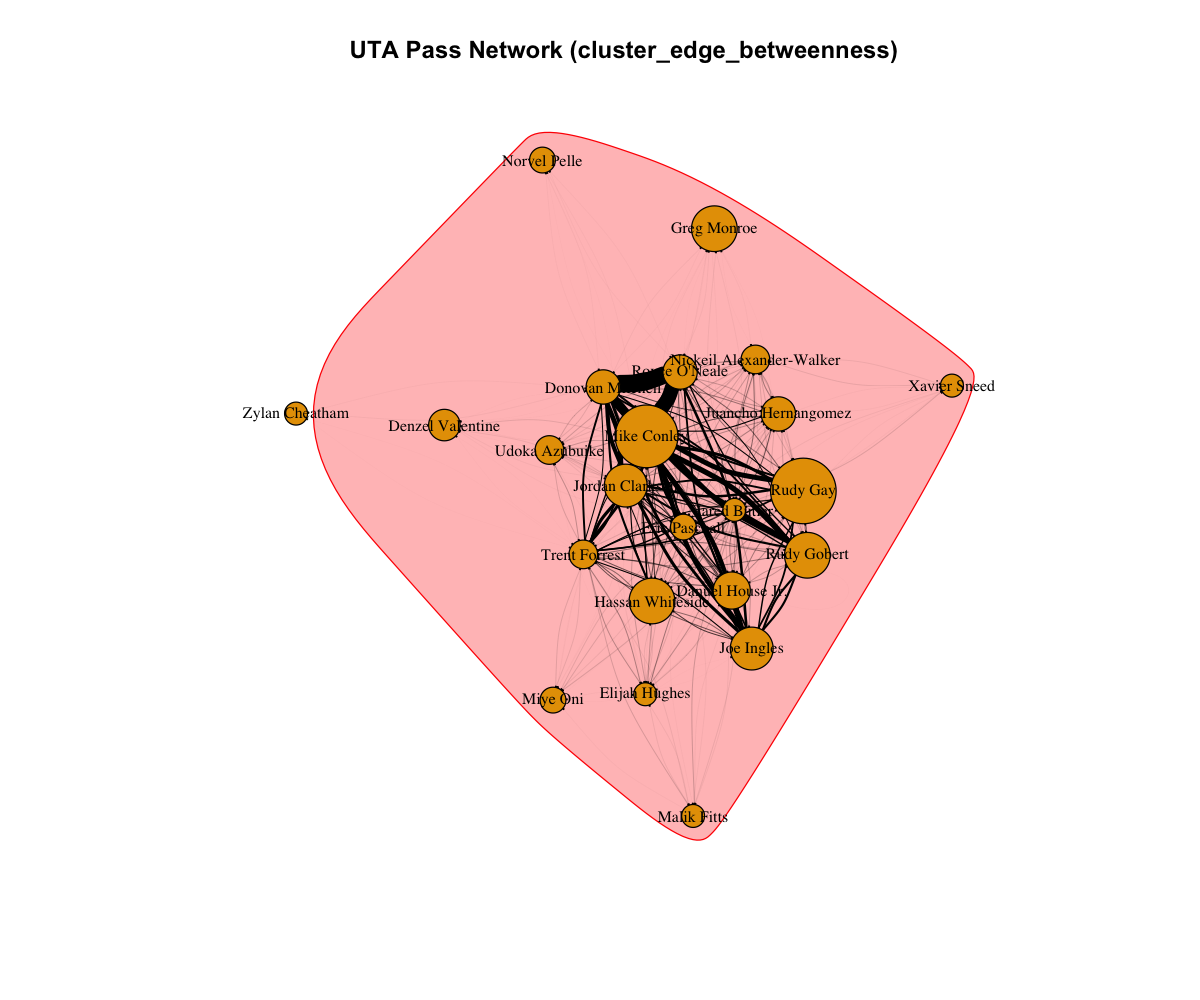 UTA Pass Network (cluster_edge_betweenness)
Norvel Pelle
Greg Monroe
Nickeil Alexander-Walker
Royce O'Neale
Donovan Mitchell
Xavier Sneed
Zylan Cheatham
Juancho Hernangomez
Denzel Valentine
Mike Conley
Udoka Azubuike
Jordan Clarkson
Rudy Gay
Jared Butler
Eric Paschall
Trent Forrest
Rudy Gobert
Danuel House Jr.
Hassan Whiteside
Joe Ingles
Elijah Hughes
Miye Oni
Malik Fitts